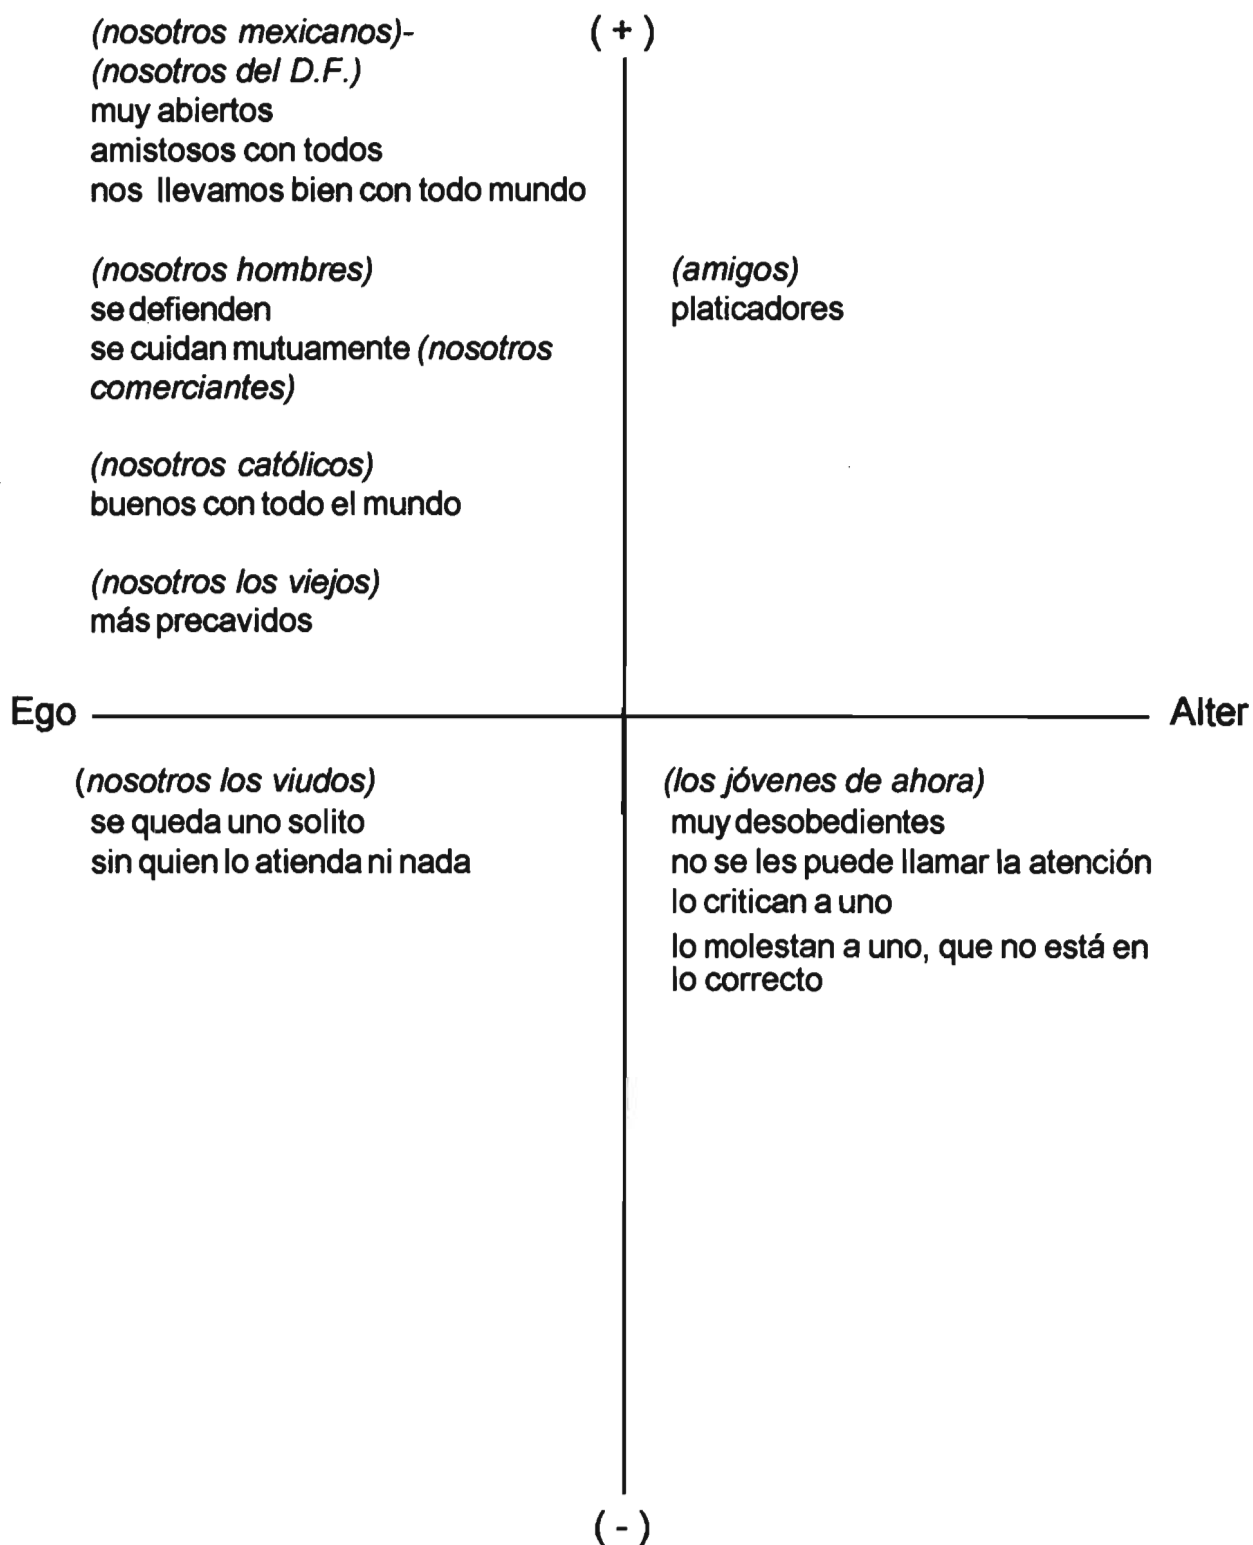 (nosotros mexicanos)-
(+)
(nosotros del D.F.)
muy abiertos
amistosos con todos
nos llevamos bien con todo mundo
(nosotros hombres)
se defienden
se cuidan mutuamente (nosotros
comerciantes)
(amigos)
platicadores
(nosotros católicos)
buenos con todo el mundo
(nosotros los viejos)
más precavidos
Ego
Alter
(nosotros los viudos)
se queda uno solito
sin quien lo atienda ni nada
(los jóvenes de ahora)
muy desobedientes
no se les puede llamar la atención
lo critican a uno
lo molestan a uno, que no está en
lo correcto
(-)